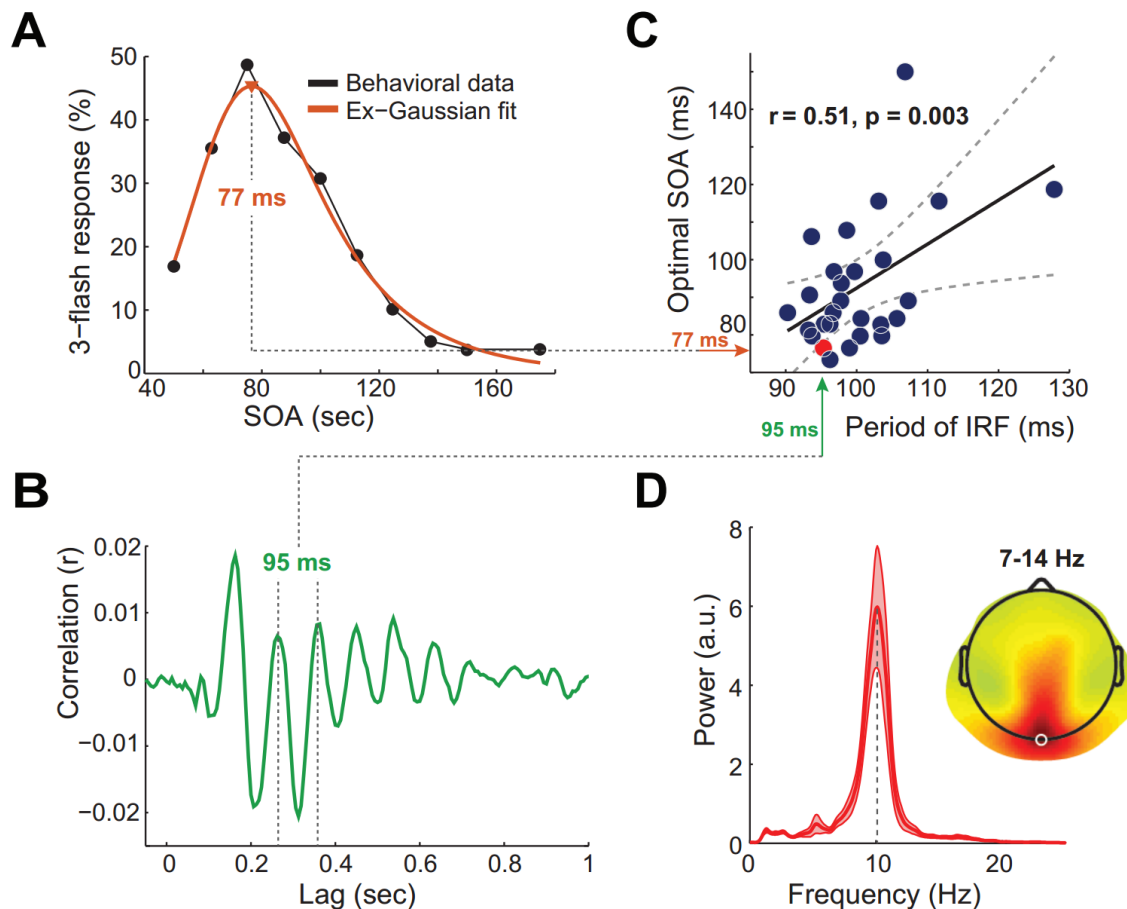 A
50
40
30
20
10
0
3−flash response (%)
Behavioral data
Ex−Gaussian fit
77 ms
40 80 120 160
SOA (sec)
C
140
120
100
80
Optimal SOA (ms)
r = 0.51, p = 0.003
77 ms
90 100 110 120 130
95 ms
Period of IRF (ms)
B
0.02
0.01
0
−0.01
−0.02
Correlation (r)
95 ms
0 0.2 0.4 0.6 0.8 1
Lag (sec)
D
8
6
4
2
0
Power (a.u.)
7-14 Hz
0 10 20
Frequency (Hz)